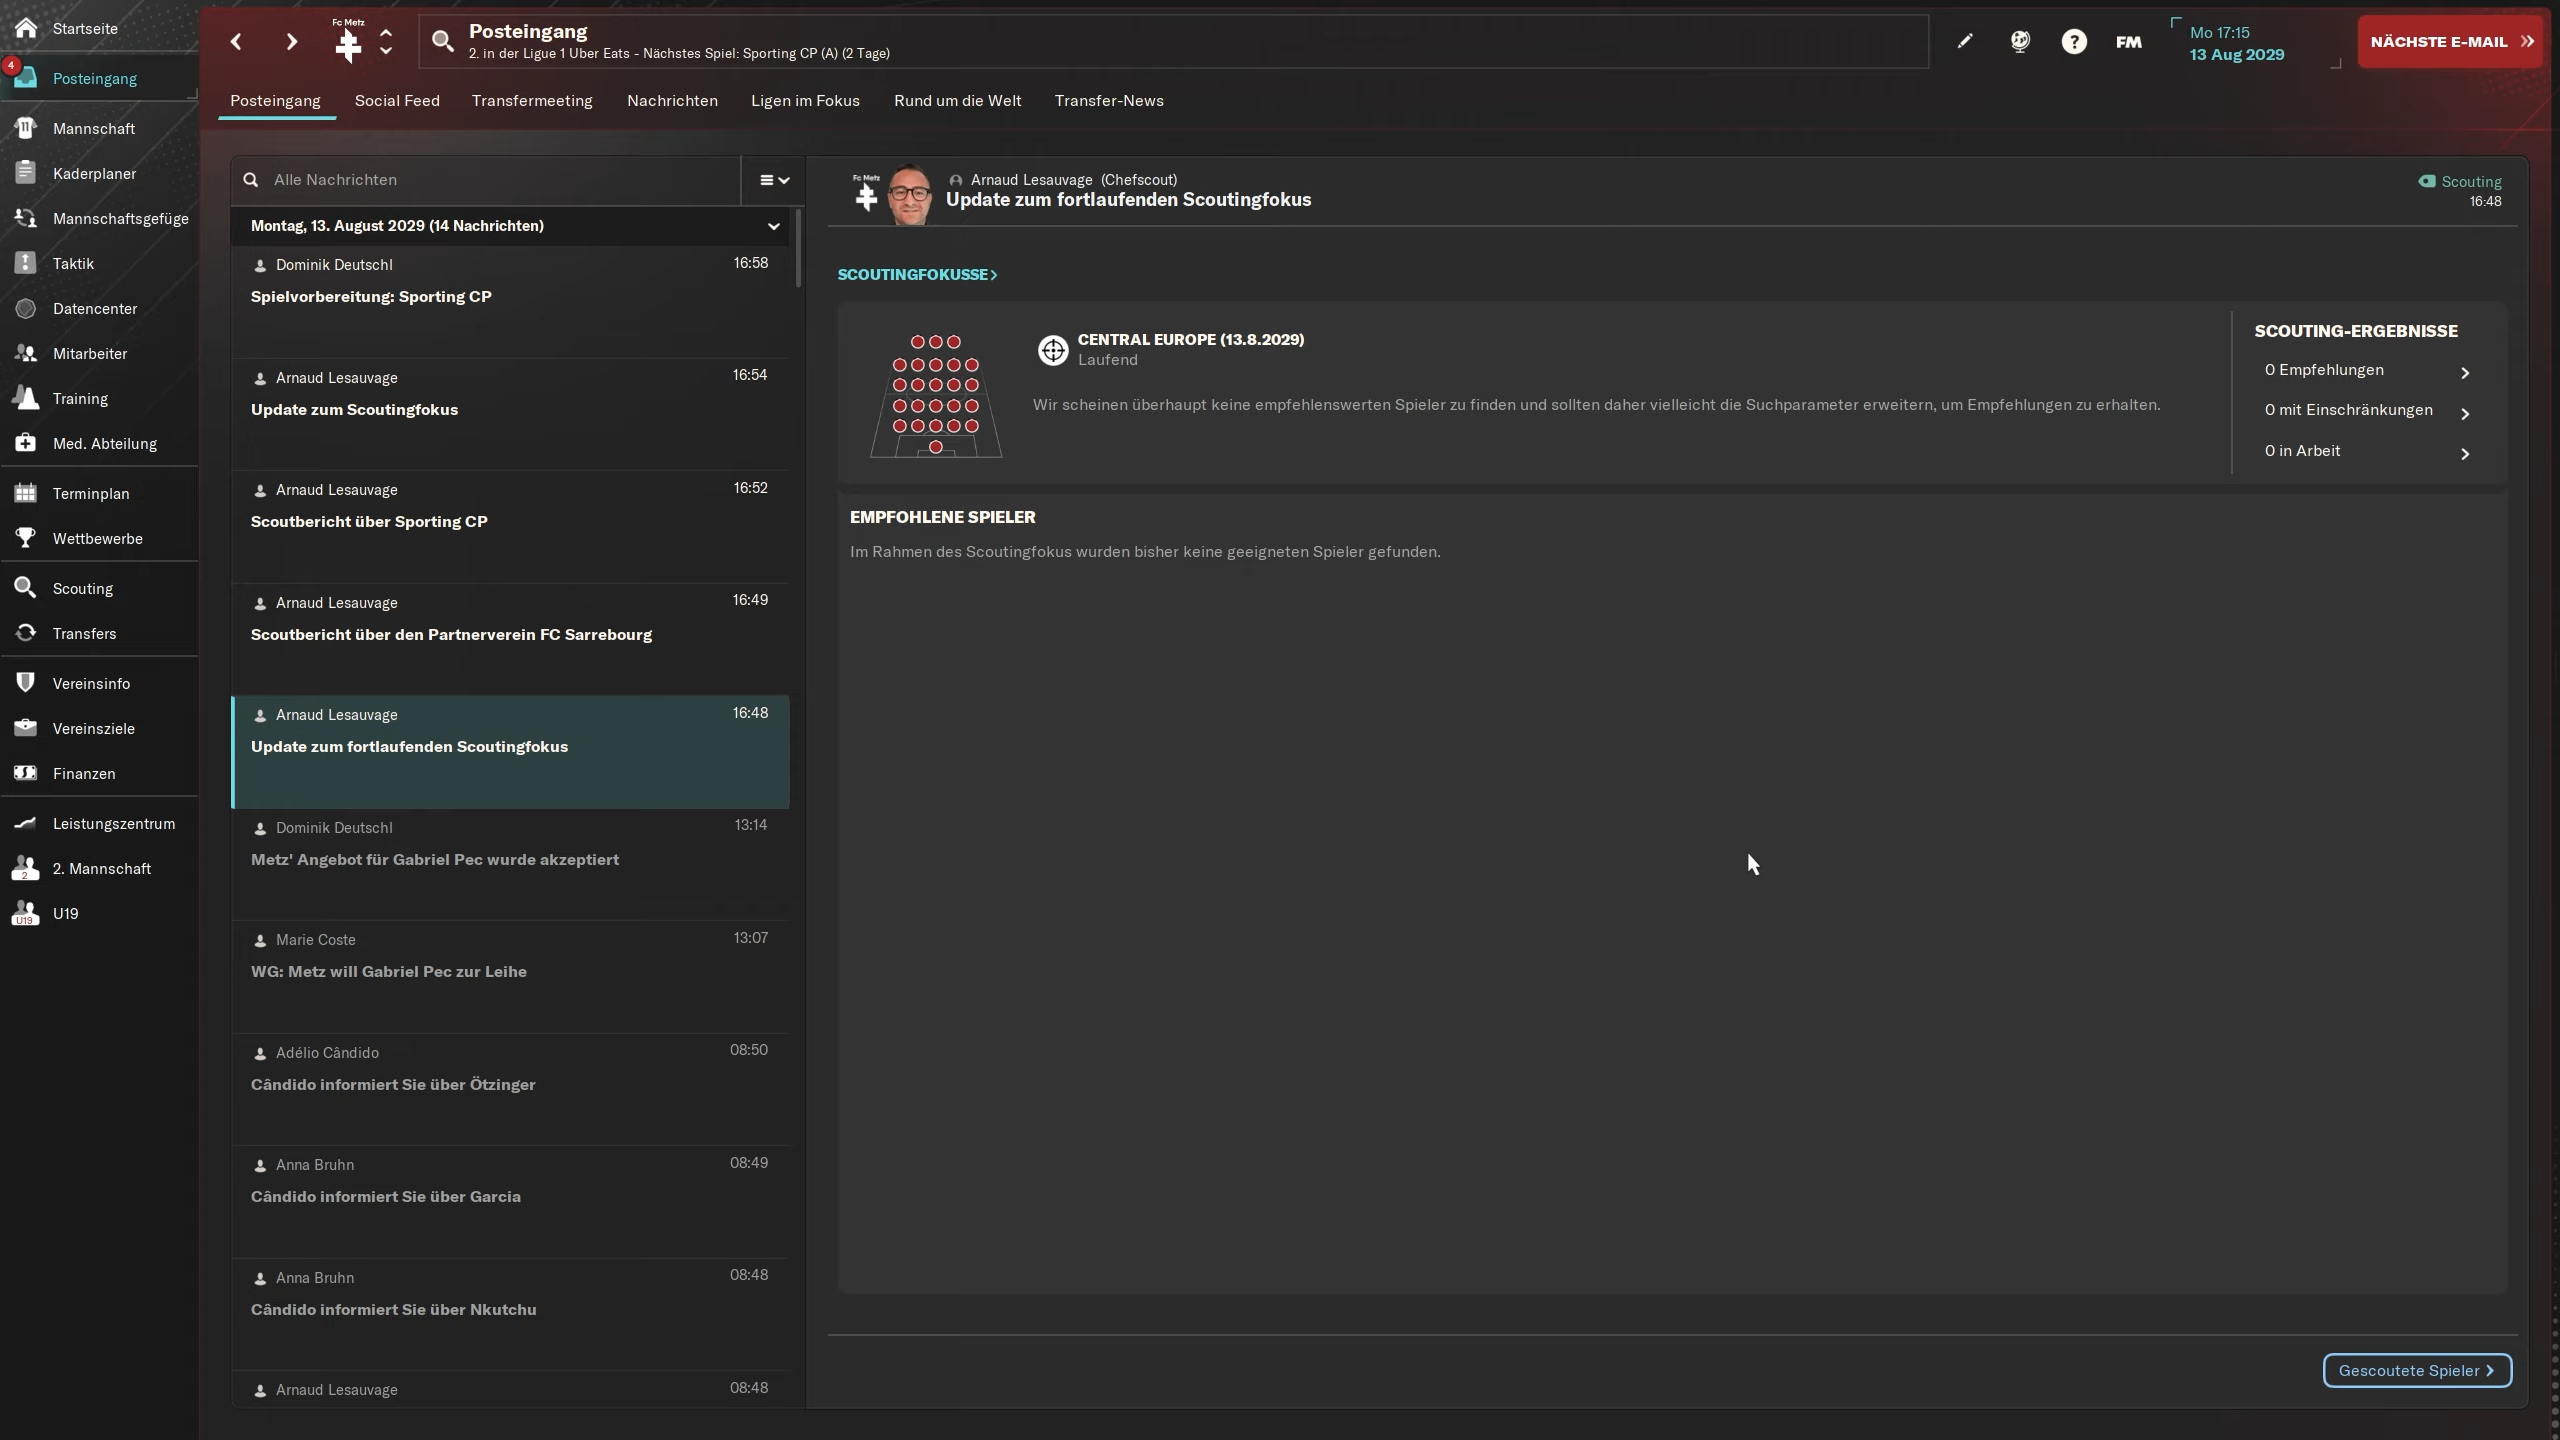 Startseite
4
Posteingang
Mannschaft
Kaderplaner
Mannschaftsgefüge
Taktik
Datencenter
Mitarbeiter
Training
Med. Abteilung
Terminplan
Wettbewerbe
Scouting
Transfers
Vereinsinfo
Vereinsziele
Finanzen
Leistungszentrum
2
2. Mannschaft
U19
U19
Fc Metz
Posteingang
2. in der Ligue 1 Uber Eats - Nächstes Spiel: Sporting CP (A) (2 Tage)
?
FM
Mo 17:15
13 Aug 2029
NÄCHSTE E-MAIL
Posteingang
Social Feed
Transfermeeting
Nachrichten
Ligen im Fokus
Rund um die Welt
Transfer-News
Alle Nachrichten
Montag, 13. August 2029 (14 Nachrichten)
Dominik Deutschl 16:58
Spielvorbereitung: Sporting CP
Arnaud Lesauvage 16:54
Update zum Scoutingfokus
Arnaud Lesauvage 16:52
Scoutbericht über Sporting CP
Arnaud Lesauvage 16:49
Scoutbericht über den Partnerverein FC Sarrebourg
Arnaud Lesauvage 16:48
Update zum fortlaufenden Scoutingfokus
Dominik Deutschl 13:14
Metz' Angebot für Gabriel Pec wurde akzeptiert
Marie Coste 13:07
WG: Metz will Gabriel Pec zur Leihe
Adélio Cândido 08:50
Cândido informiert Sie über Ötzinger
Anna Bruhn 08:49
Cândido informiert Sie über Garcia
Anna Bruhn 08:48
Cândido informiert Sie über Nkutchu
Arnaud Lesauvage 08:48
Fc Metz
Arnaud Lesauvage (Chefscout)
Update zum fortlaufenden Scoutingfokus
Scouting
16:48
SCOUTINGFOKUSSE
CENTRAL EUROPE (13.8.2029)
Laufend
Wir scheinen überhaupt keine empfehlenswerten Spieler zu finden und sollten daher vielleicht die Suchparameter erweitern, um Empfehlungen zu erhalten.
SCOUTING-ERGEBNISSE
0 Empfehlungen
0 mit Einschränkungen
0 in Arbeit
EMPFOHLENE SPIELER
Im Rahmen des Scoutingfokus wurden bisher keine geeigneten Spieler gefunden.
Gescoutete Spieler